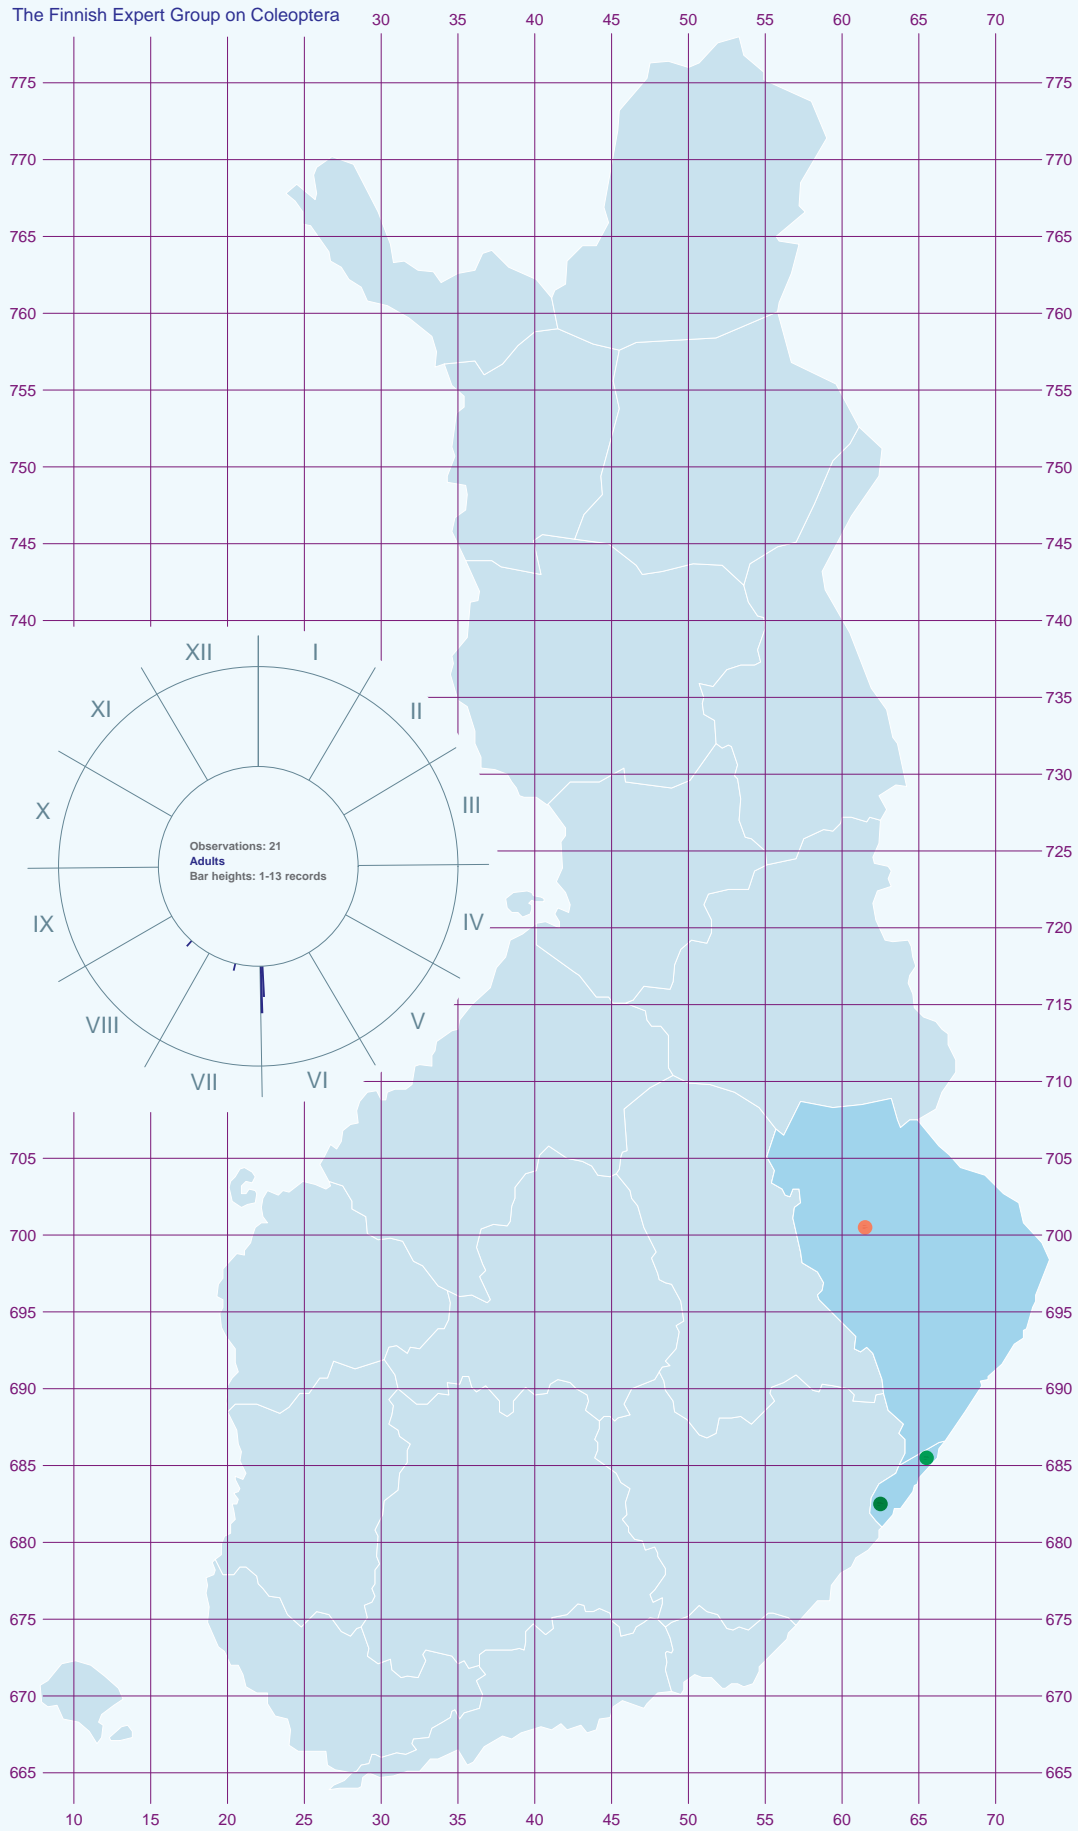 The Finnish Expert Group on Coleoptera
30 35 40 45 50 55 60 65 70
775 775
770 770
765 765
760 760
755 755
750 750
745 745
740 740
XII I
XI II
735
730
X III
725
Observations: 21
Adults
Bar heights: 1-13 records
IX IV
720
715
VIII V
VII VI
710
705 705
700 700
695 695
690 690
685 685
680 680
675 675
670 670
665 665
10 15 20 25 30 35 40 45 50 55 60 65 70